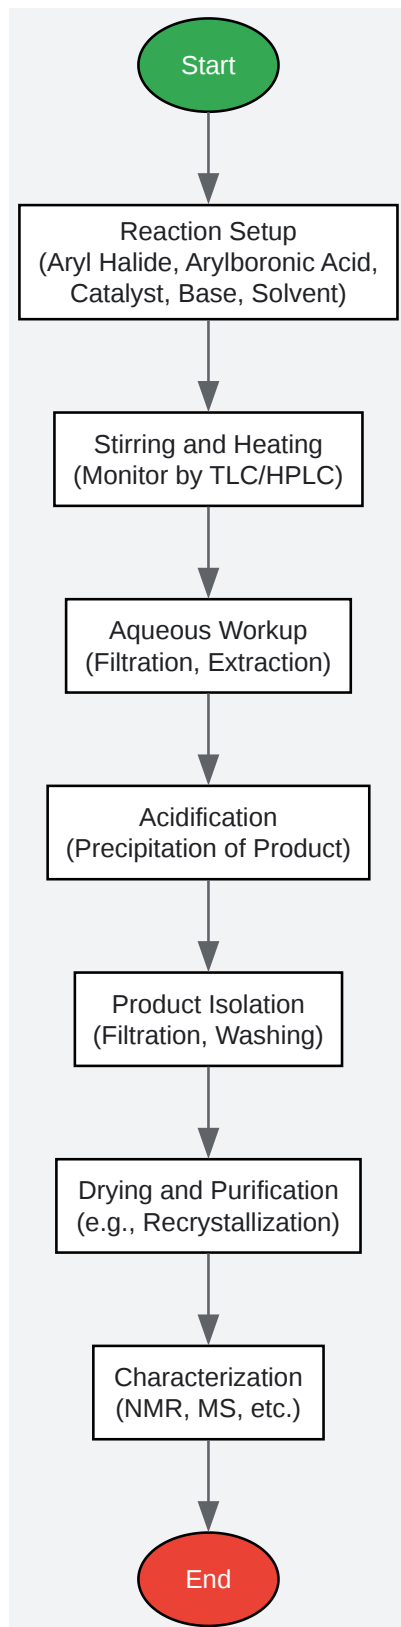 Start
Reaction Setup
(Aryl Halide, Arylboronic Acid,
Catalyst, Base, Solvent)
Stirring and Heating
(Monitor by TLC/HPLC)
Aqueous Workup
(Filtration, Extraction)
Acidification
(Precipitation of Product)
Product Isolation
(Filtration, Washing)
Drying and Purification
(e.g., Recrystallization)
Characterization
(NMR, MS, etc.)
End